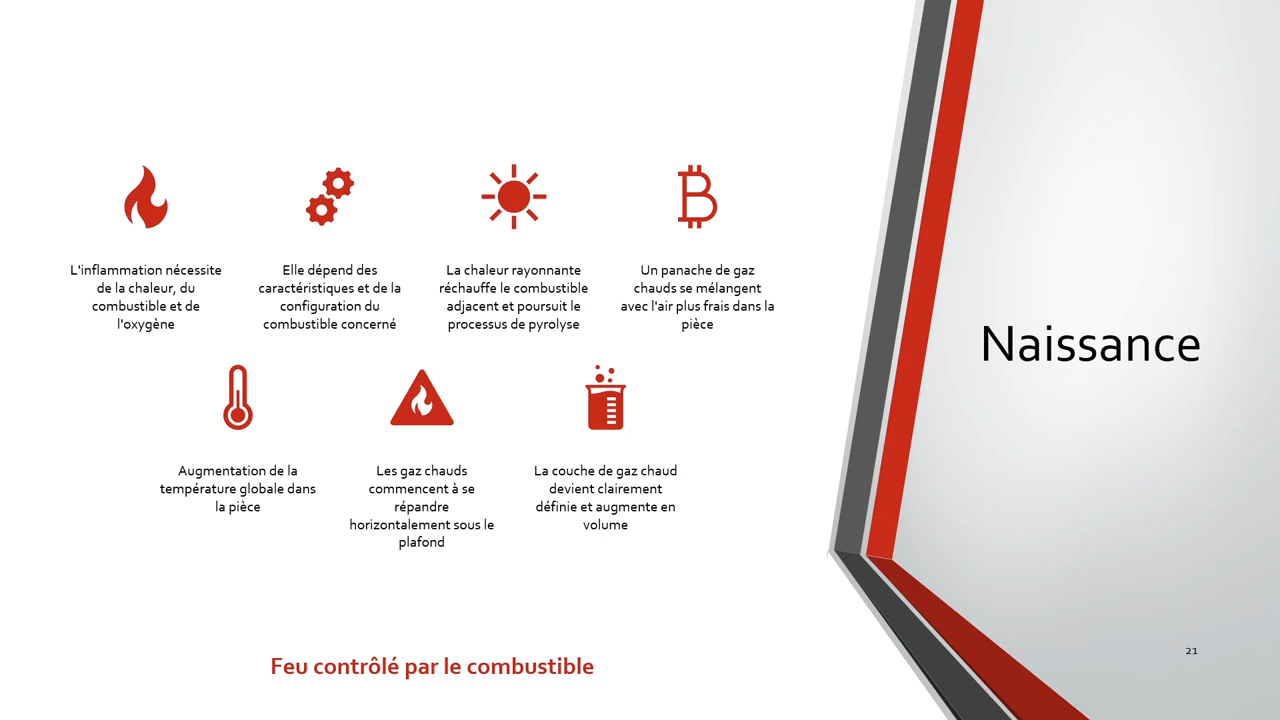 L'inflammation nécessite
de la chaleur, du
combustible et de
l'oxygène
Elle dépend des
caractéristiques et de la
configuration du
combustible concerné
La chaleur rayonnante
réchauffe le combustible
adjacent et poursuit le
processus de pyrolyse
Un panache de gaz
chauds se mélangent
avec l'air plus frais dans la
pièce
Augmentation de la
température globale dans
la pièce
Les gaz chauds
commencent à se
répandre
horizontalement sous le
plafond
La couche de gaz chaud
devient clairement
définie et augmente en
volume
Feu contrôlé par le combustible
Naissance
21